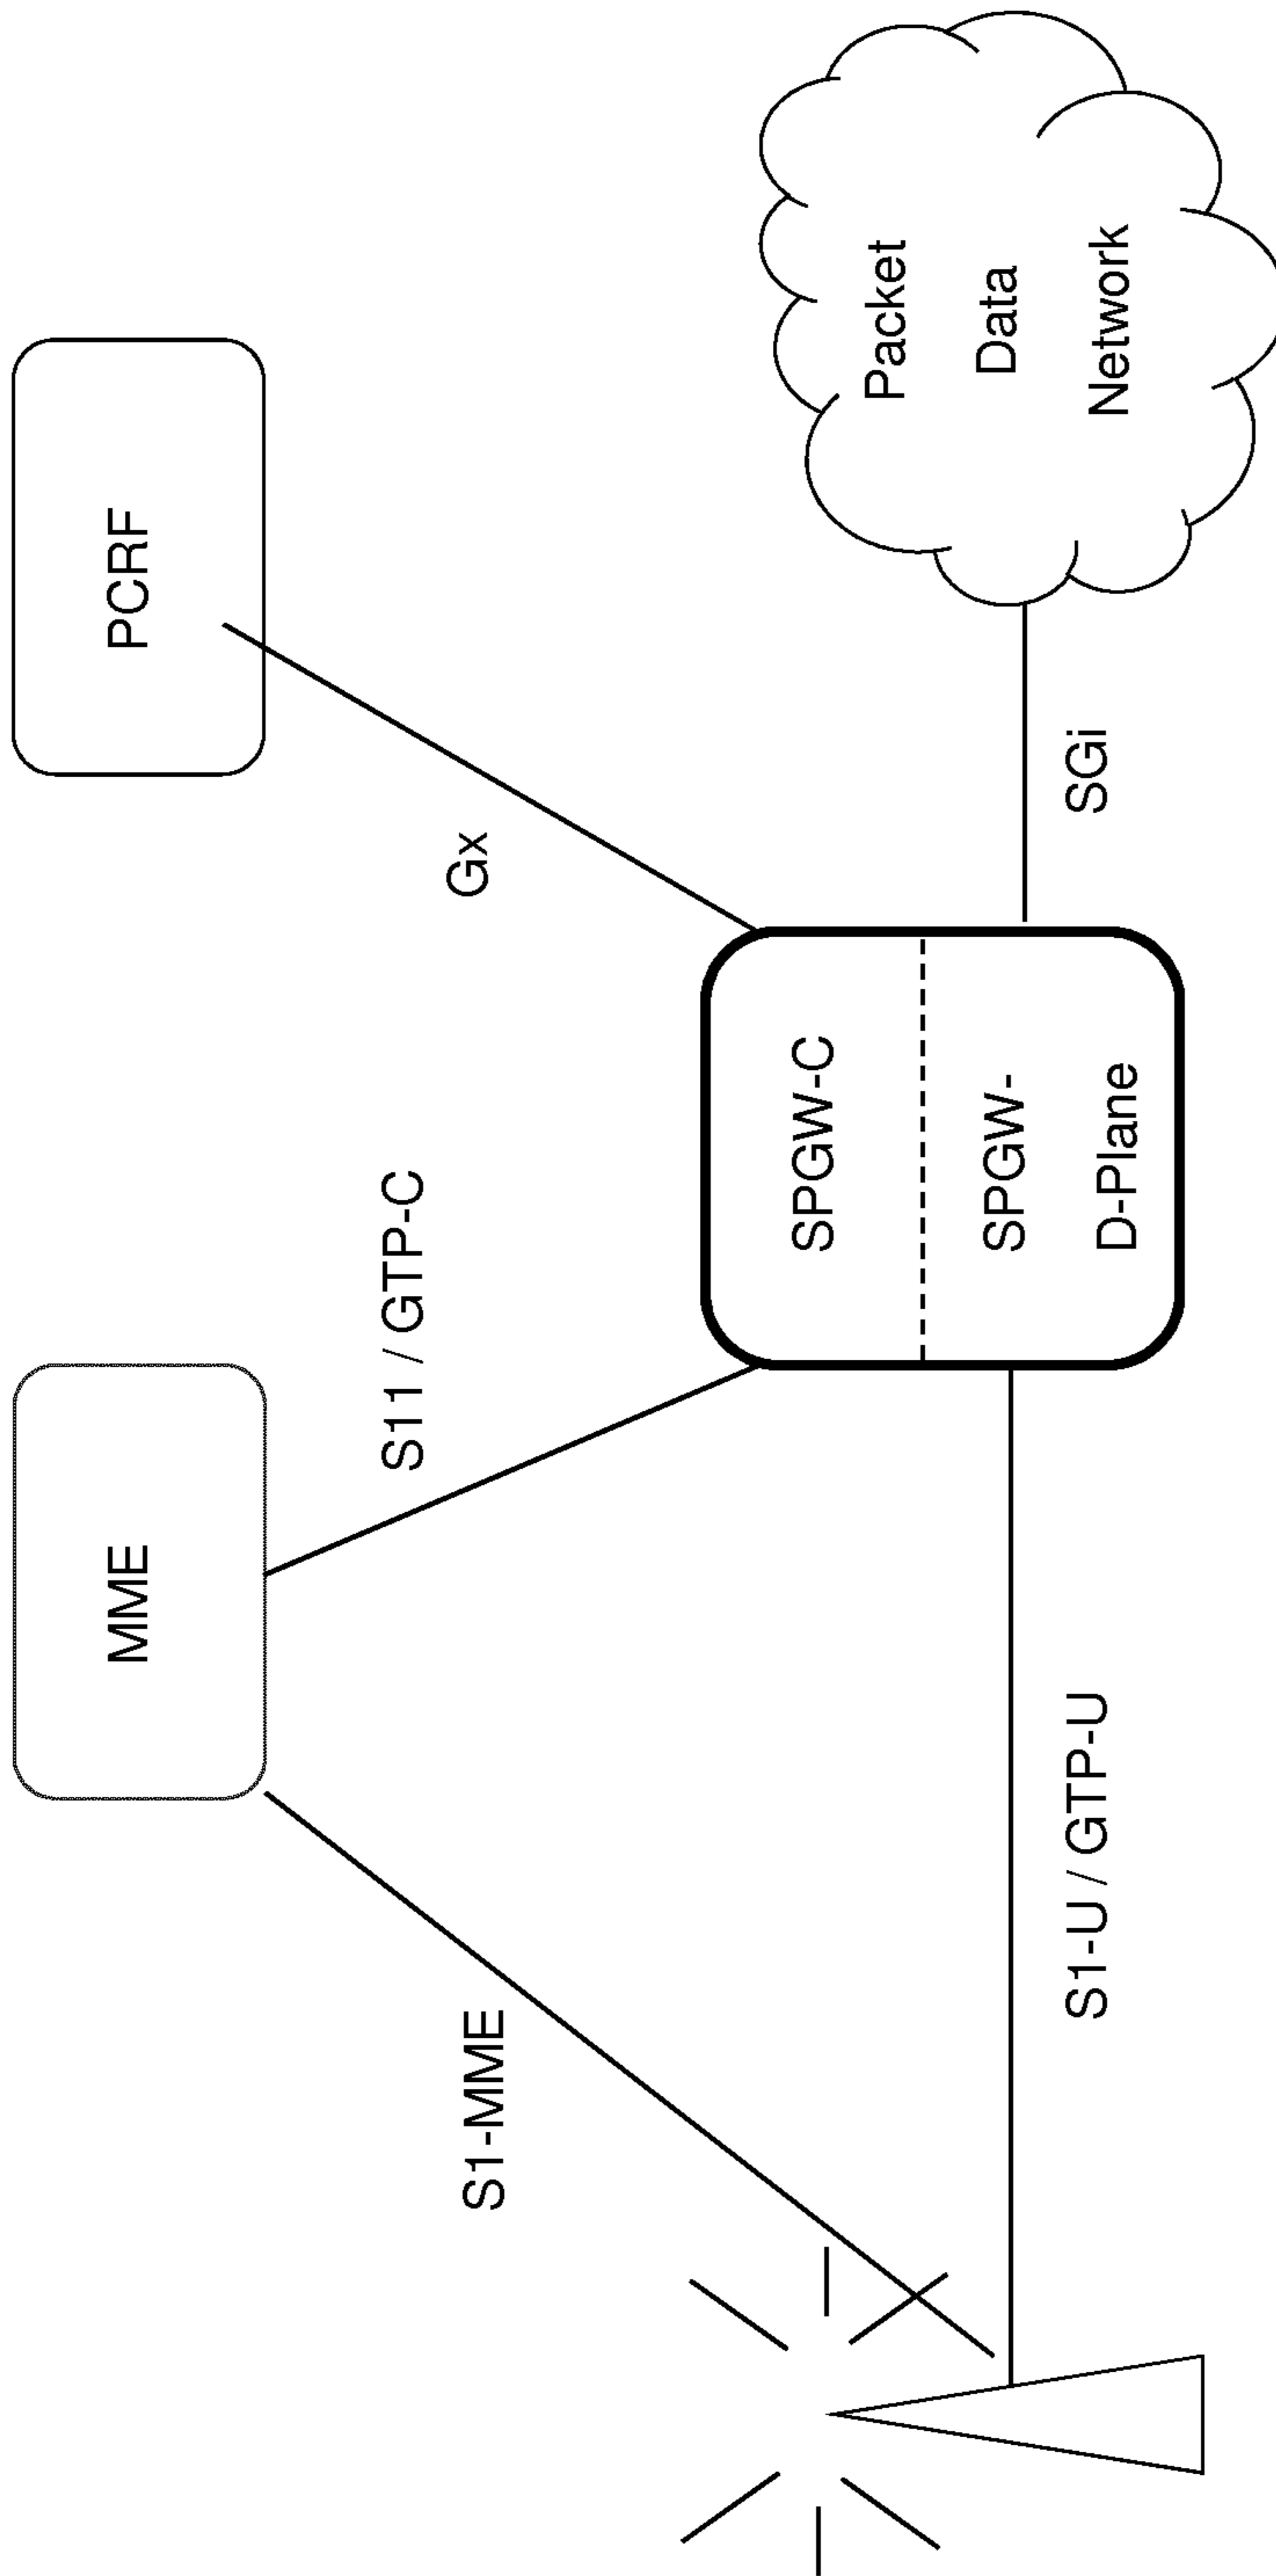 MME
PCRF
S11 / GTP-C
S1-MME
Gx
SPGW-C
SPGW-
D-Plane
Packet
Data
Network
S1-U / GTP-U
SGi